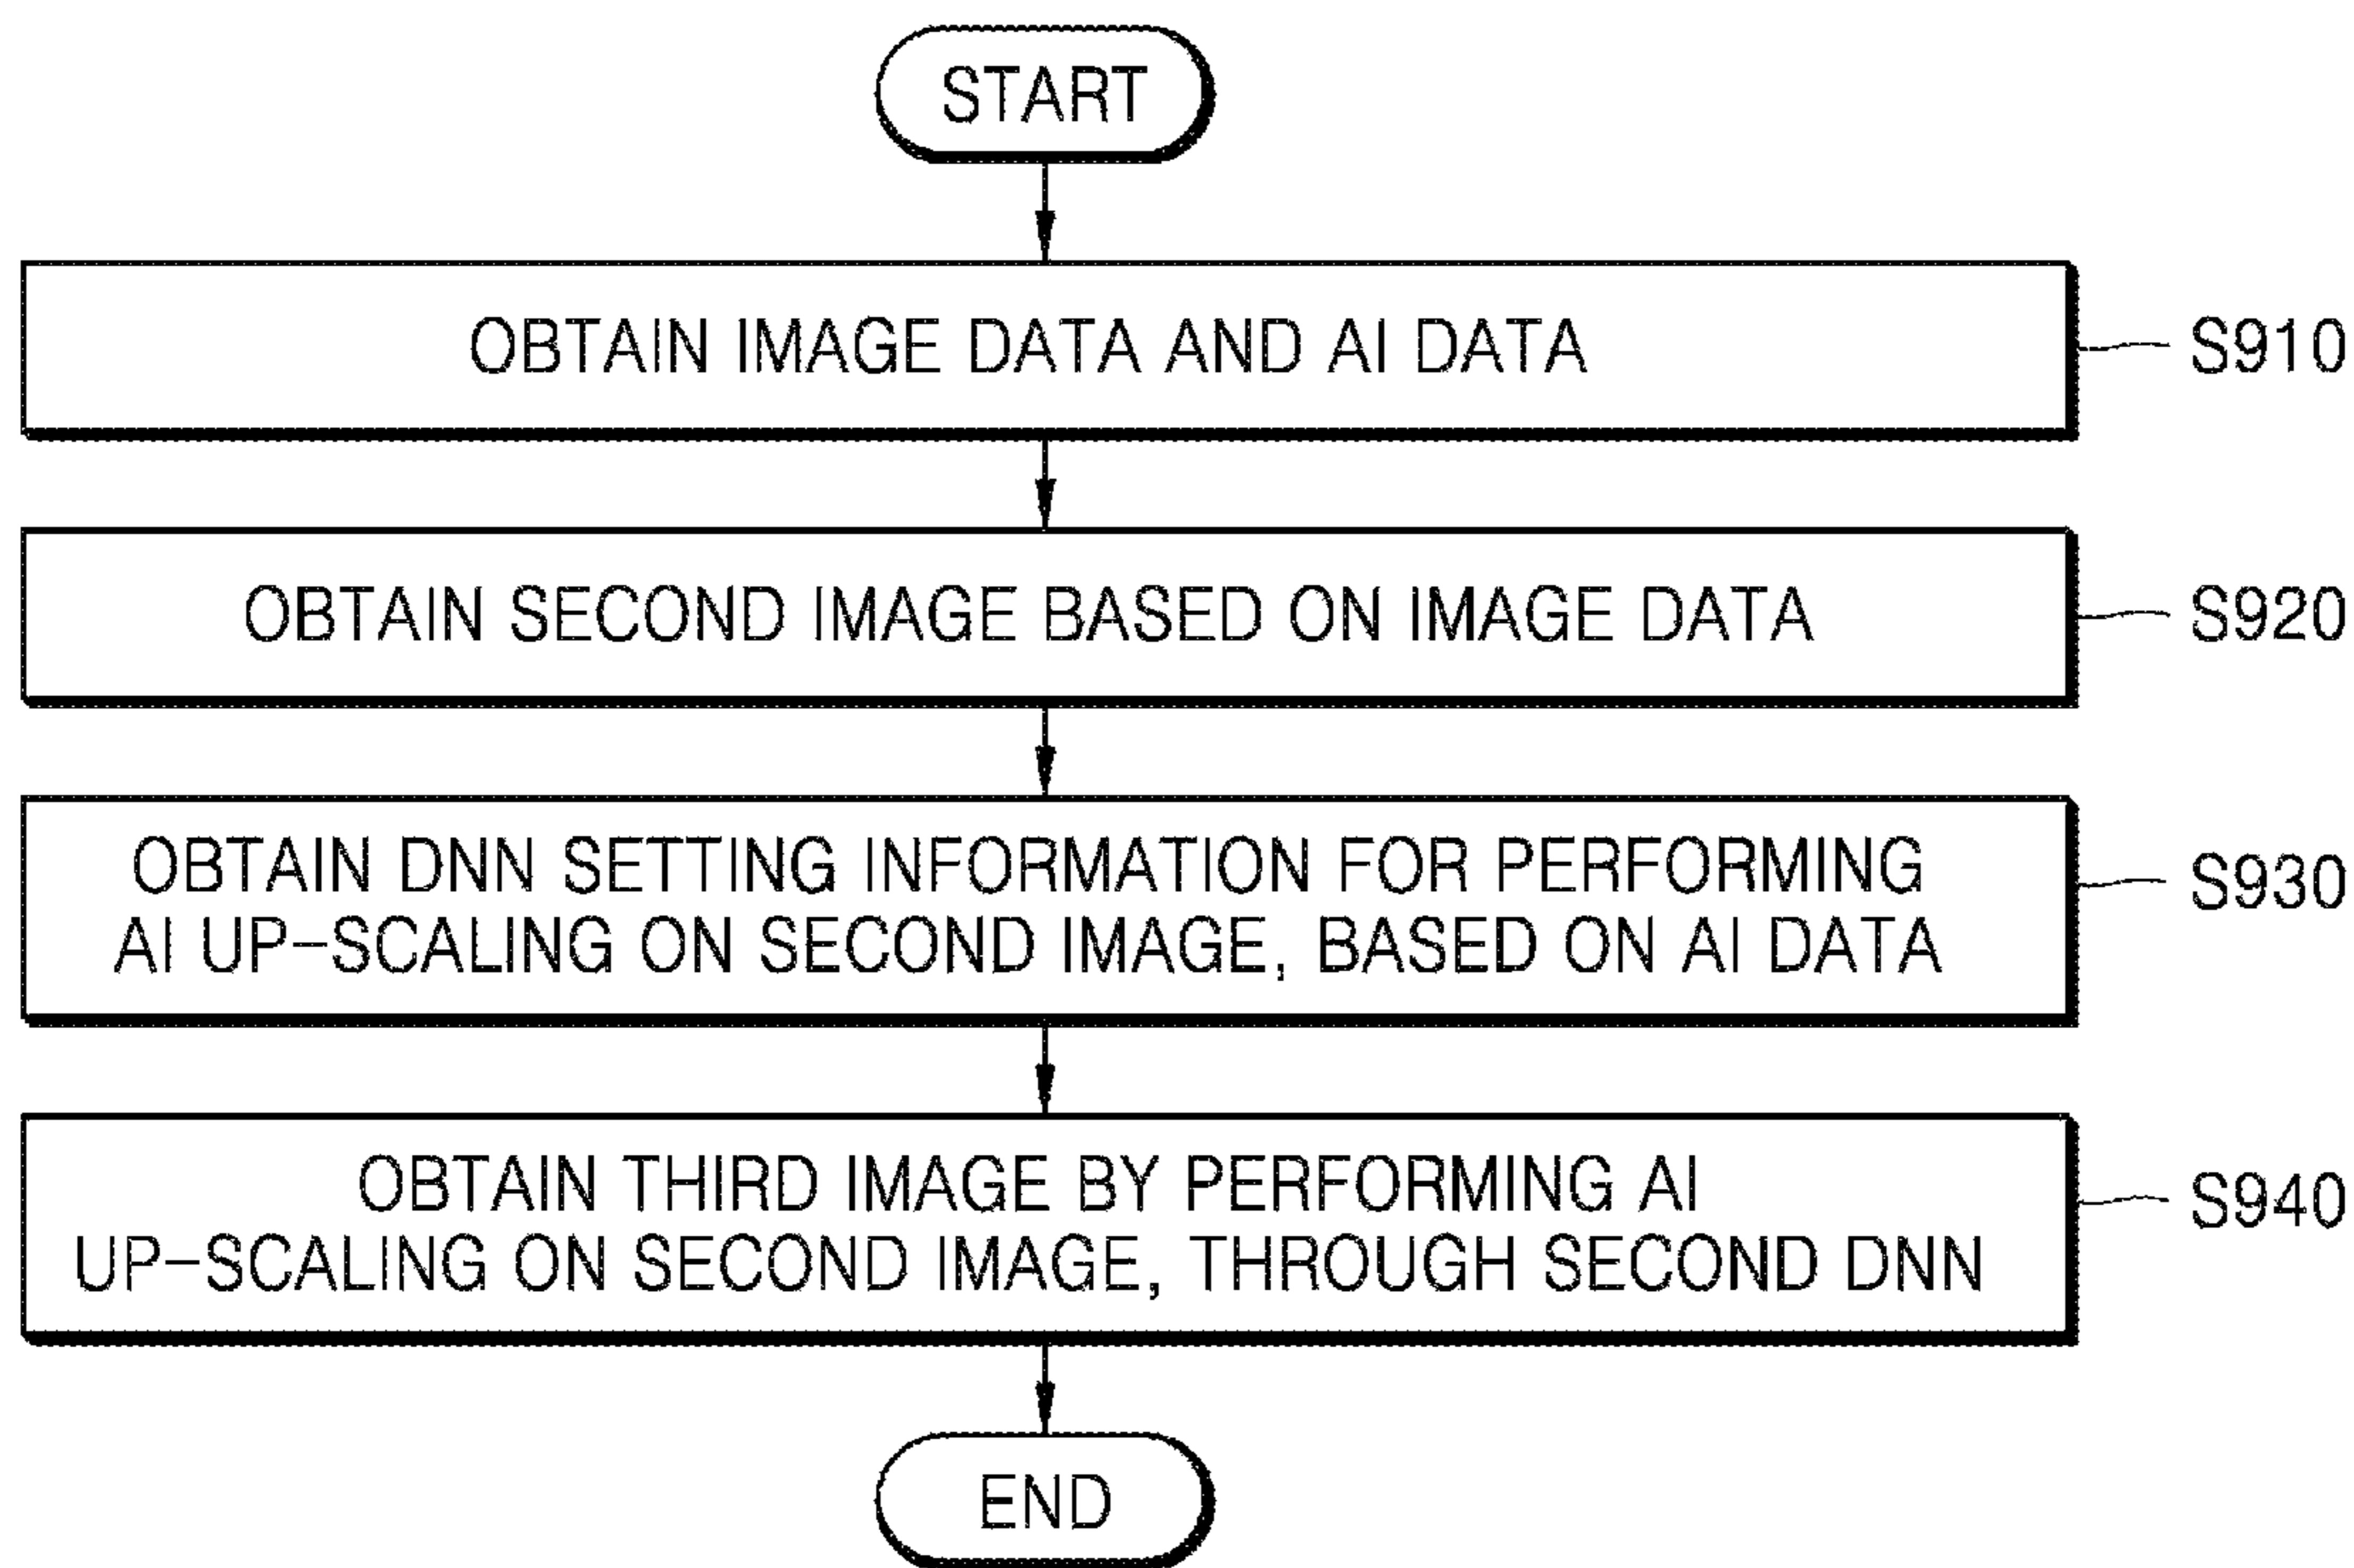 START
OBTAIN IMAGE DATA AND AI DATA
S910
OBTAIN SECOND IMAGE BASED ON IMAGE DATA
S920
OBTAIN DNN SETTING INFORMATION FOR PERFORMING
AI UP-SCALING ON SECOND IMAGE, BASED ON AI DATA
S930
OBTAIN THIRD IMAGE BY PERFORMING AI
UP-SCALING ON SECOND IMAGE, THROUGH SECOND DNN
S940
END